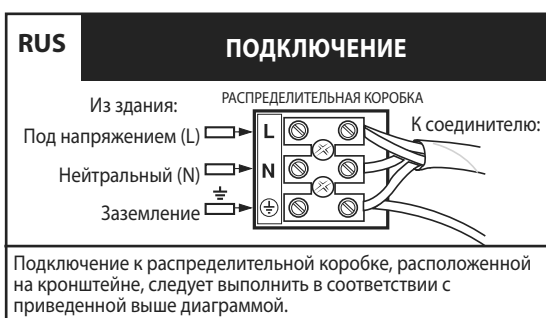 RUS
ПОДКЛЮЧЕНИЕ
Из здания:
РАСПРЕДЕЛИТЕЛЬНАЯ КОРОБКА
Под напряжением (L)
L
К соединителю:
Нейтральный (N)
N
Заземление
Подключение к распределительной коробке, расположенной
на кронштейне, следует выполнить в соответствии с
приведенной выше диаграммой.